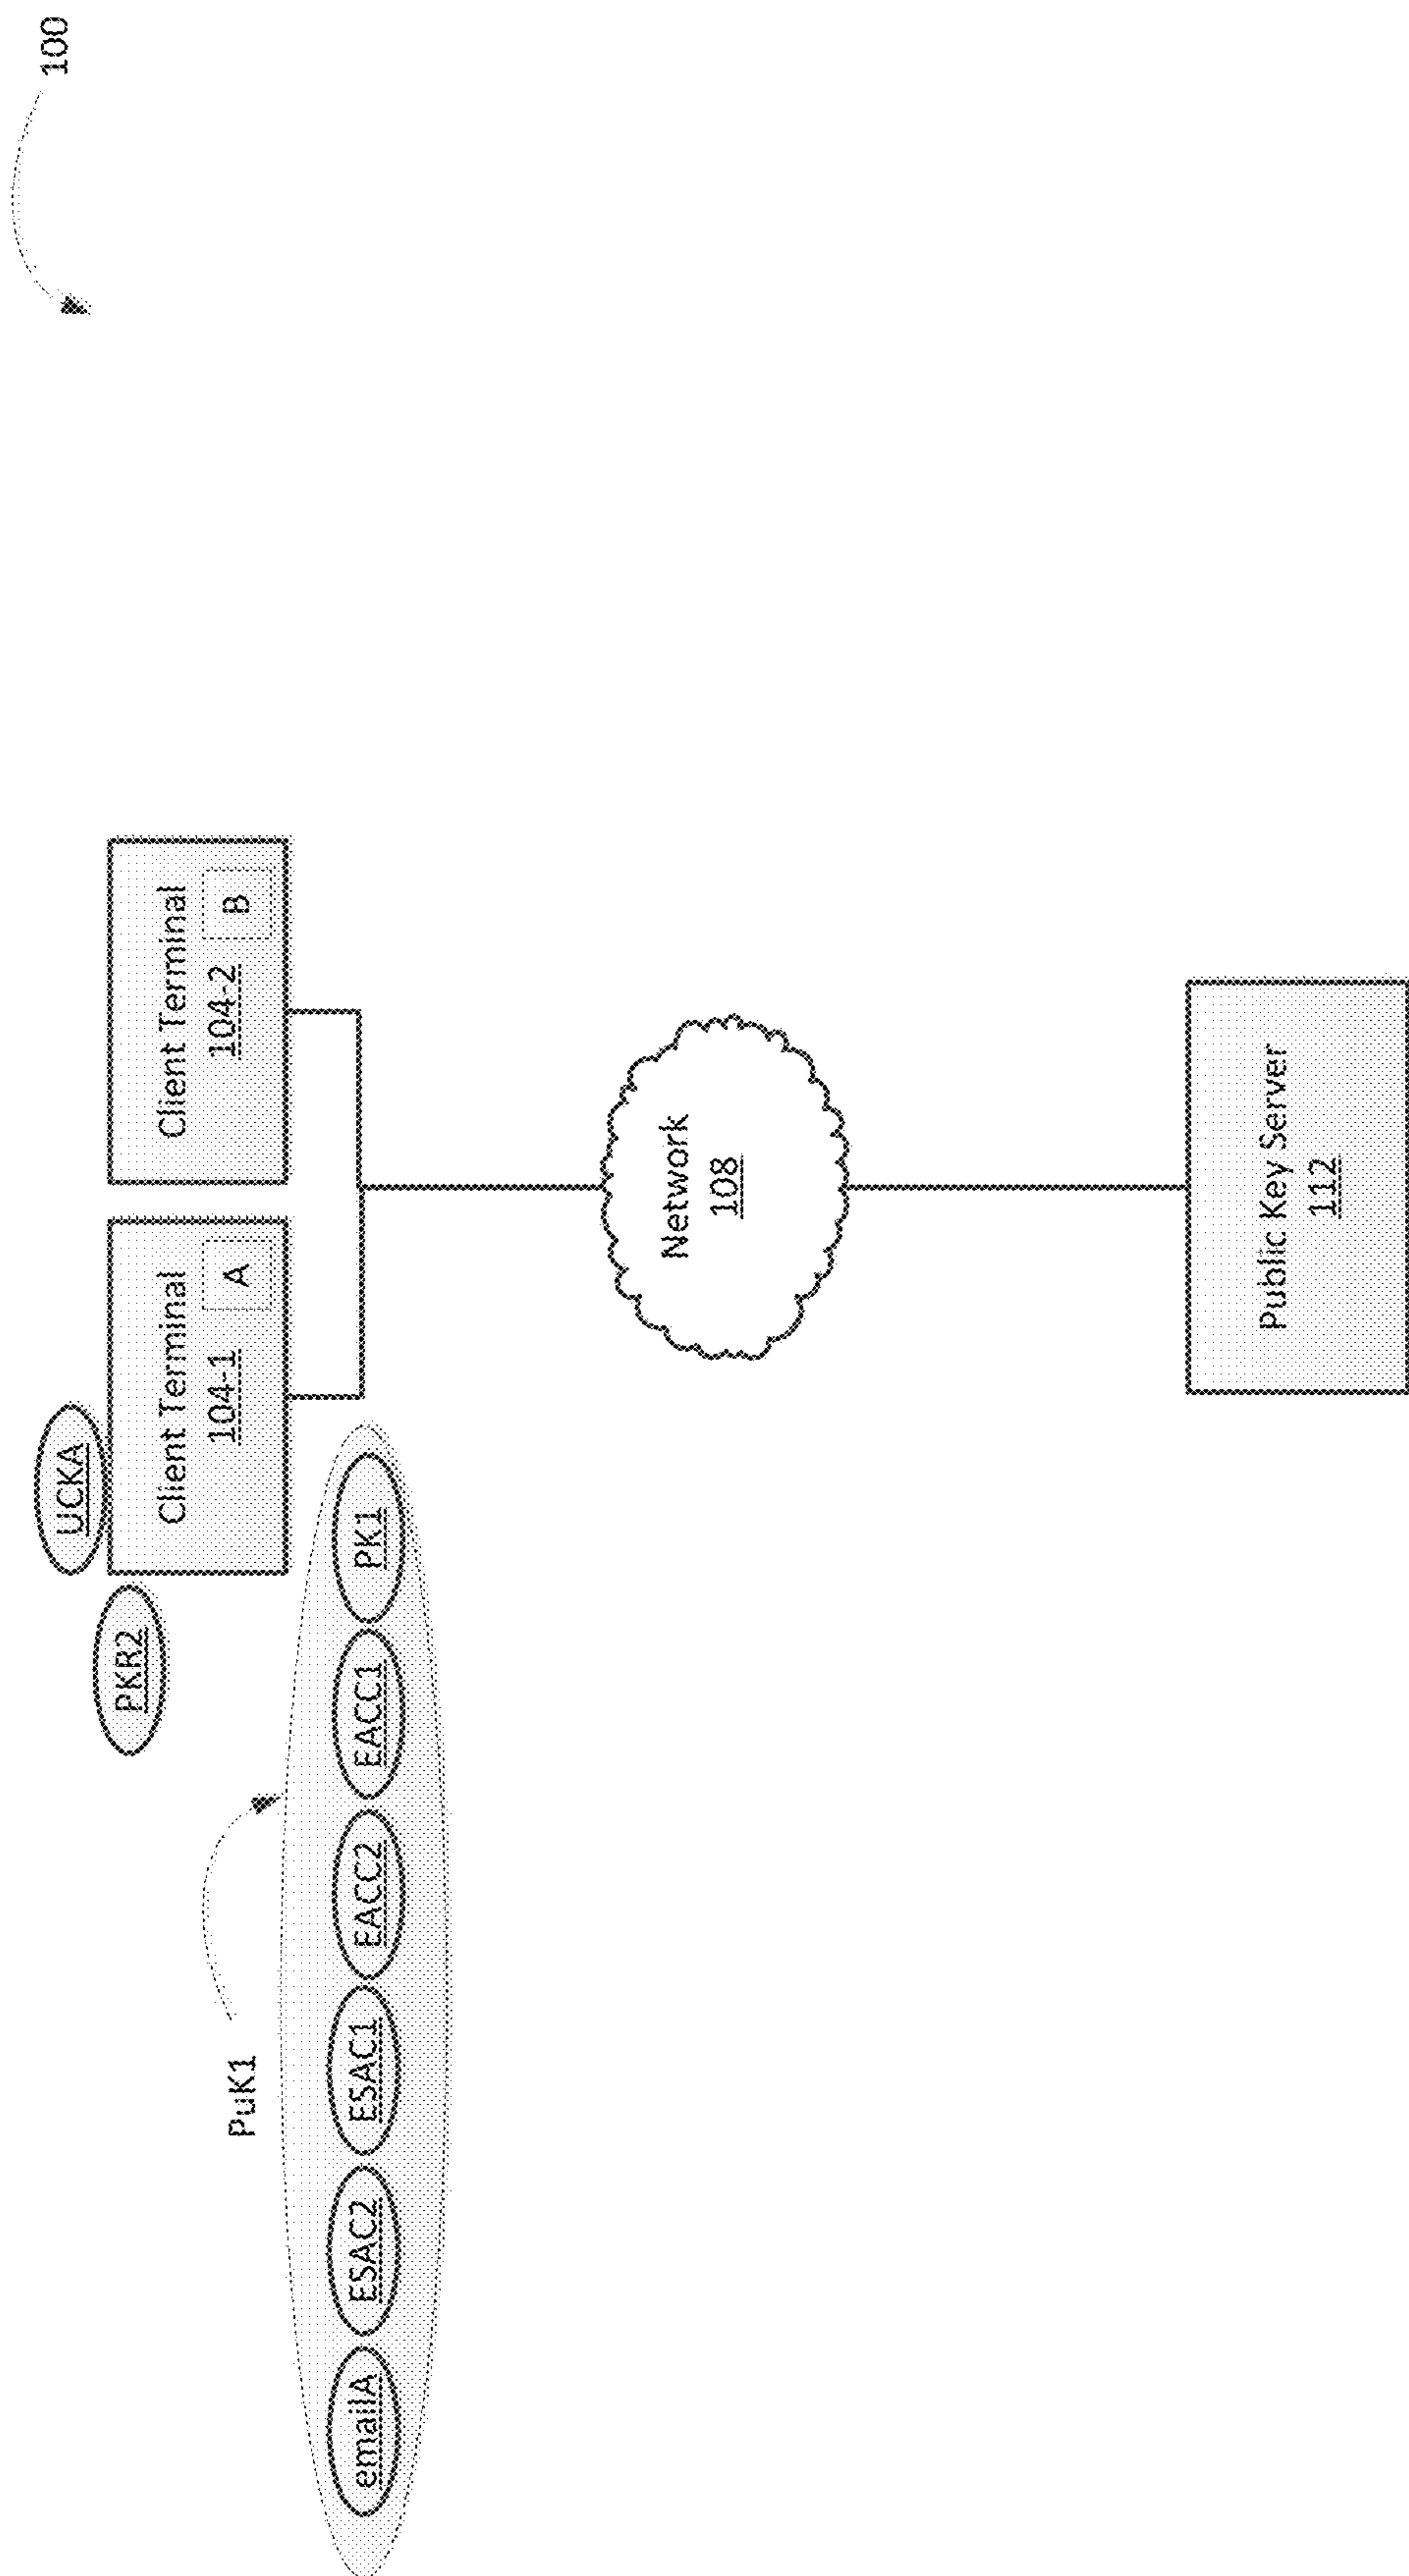 100
UCKA
PKR2
Client Terminal
104-1
A
Client Terminal
104-2
B
PuK1
emailA
ESAC2
ESAC1
EACC2
EACC1
PK1
Network
108
Public Key Server
112